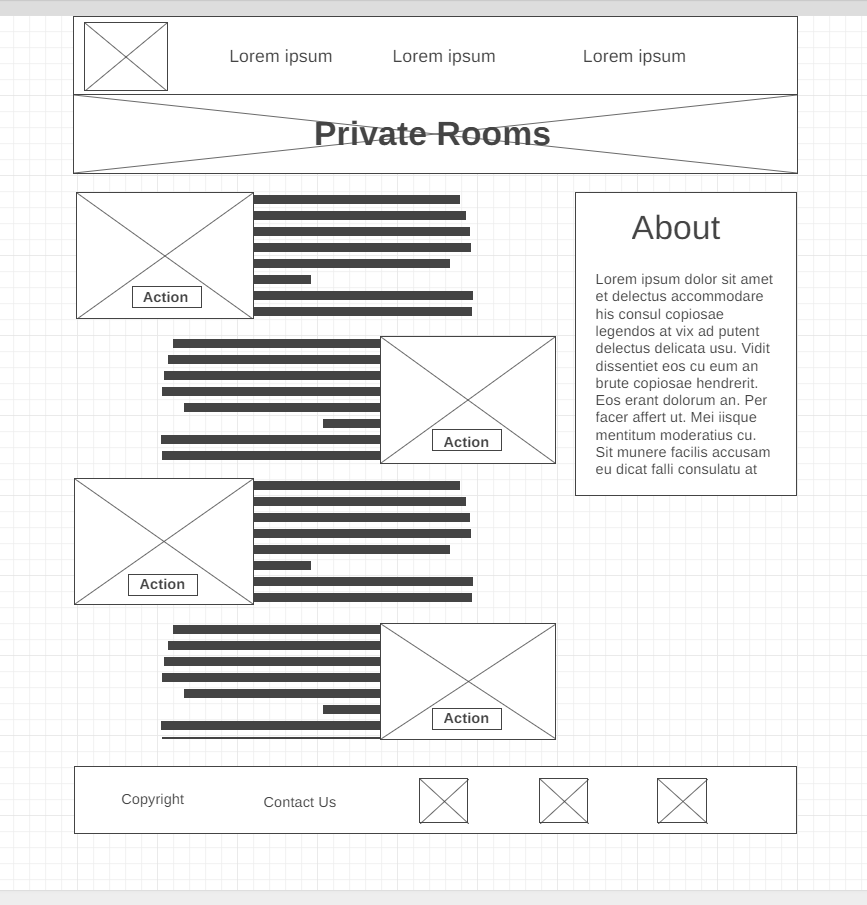 Lorem ipsum
Lorem ipsum
Lorem ipsum
Private Rooms
Action
Action
Action
Action
About
Lorem ipsum dolor sit amet
et delectus accommodare
his consul copiosae
legendos at vix ad putent
delectus delicata usu. Vidit
dissentiet eos cu eum an
brute copiosae hendrerit.
Eos erant dolorum an. Per
facer affert ut. Mei iisque
mentitum moderatius cu.
Sit munere facilis accusam
eu dicat falli consulatu at
Copyright
Contact Us